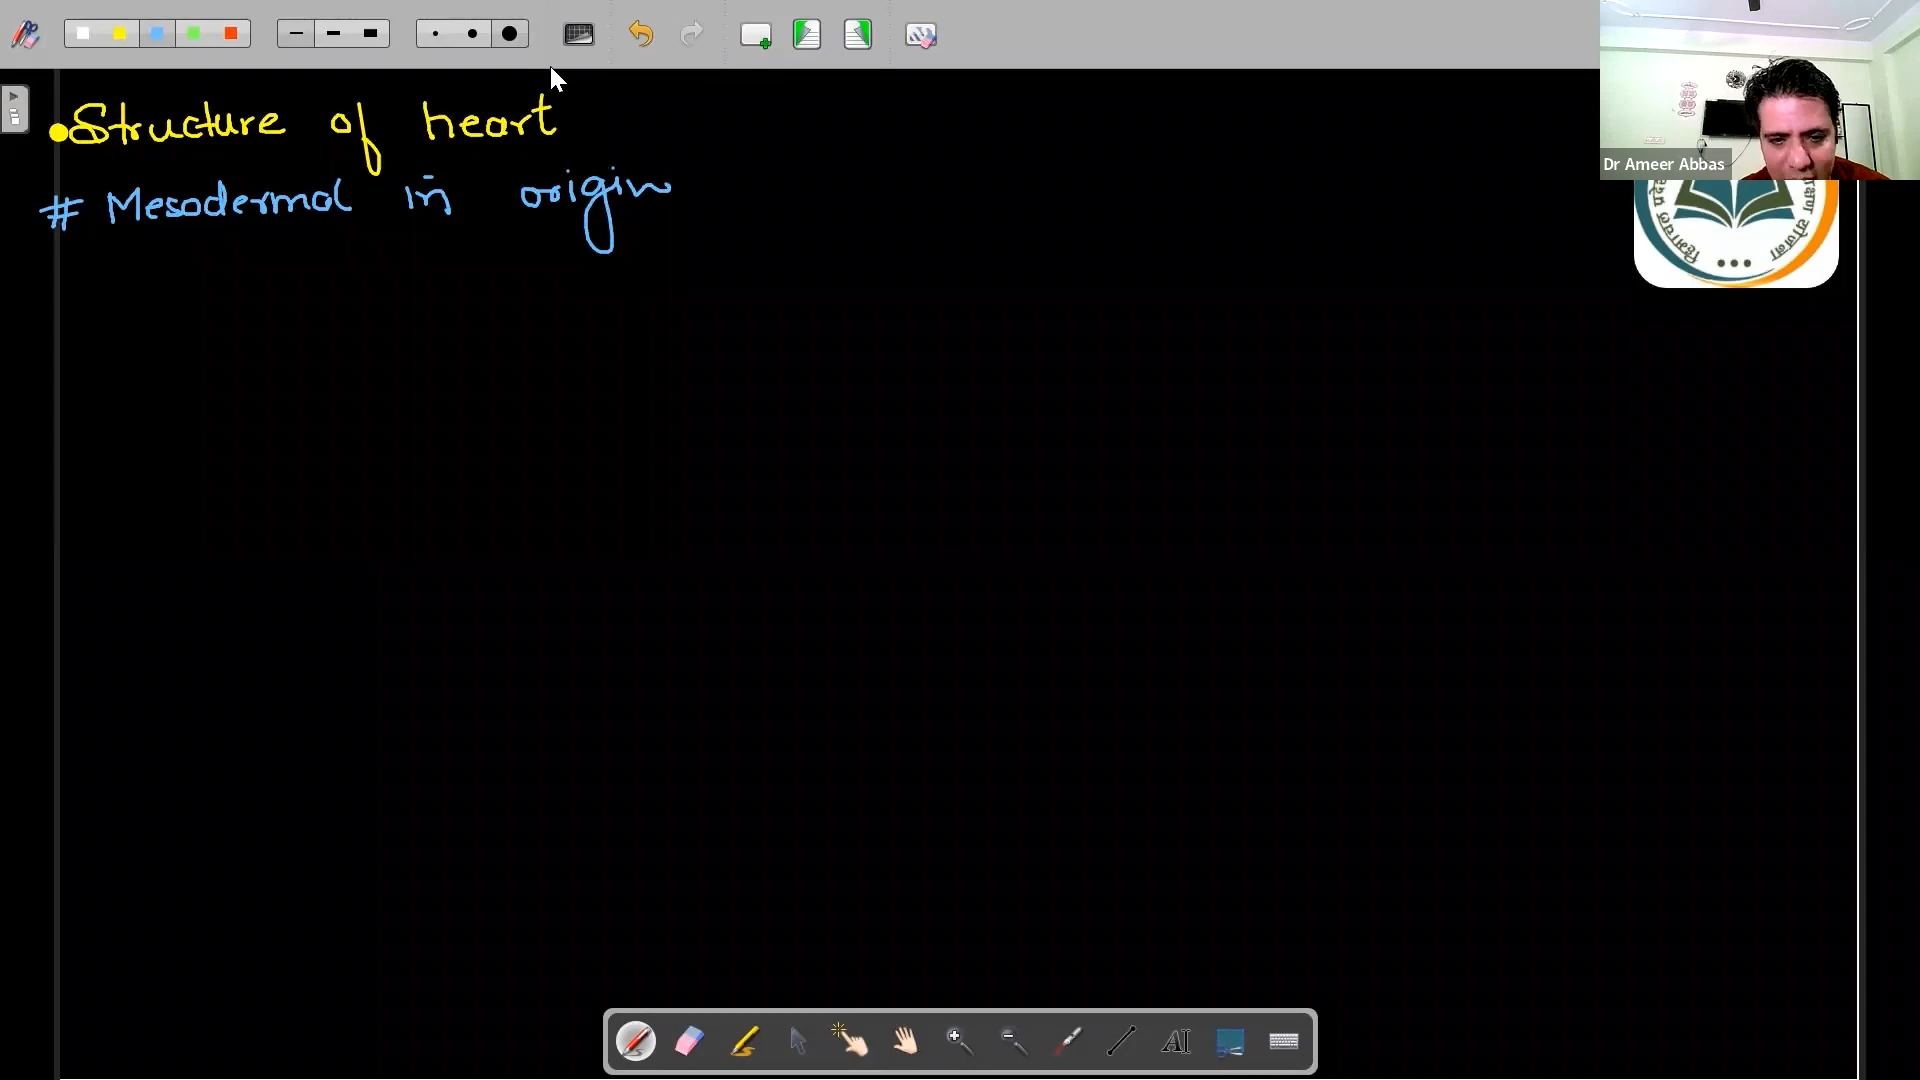 Structure of heart
# Mesodermal in origin
Dr Ameer Abbas